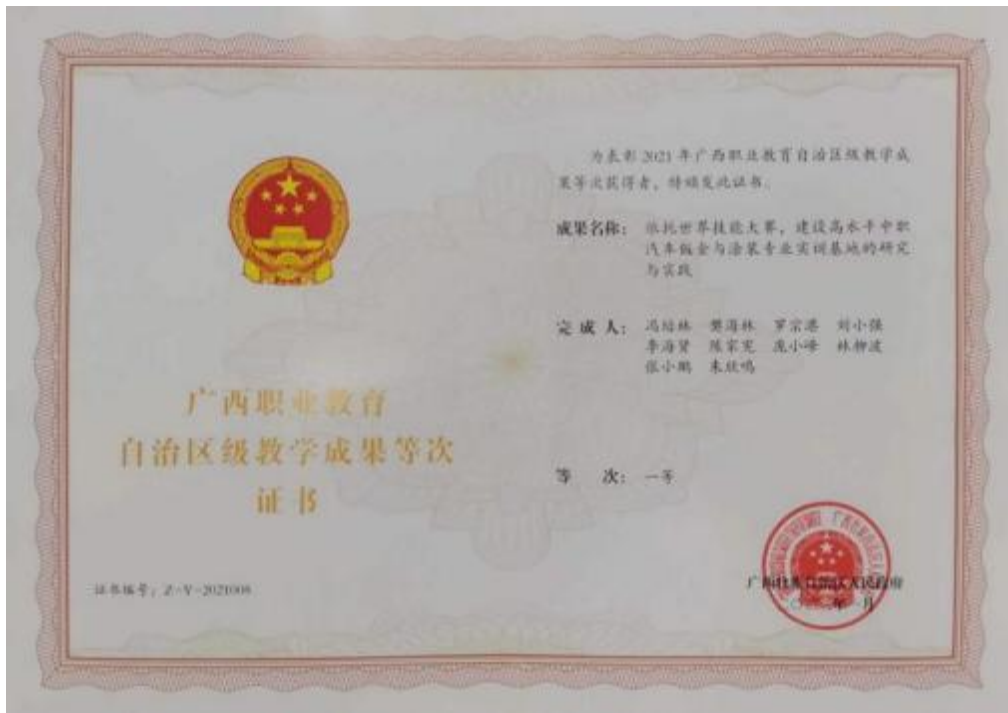 广西职业教育
自治区级教学成果等次
证书
证书编号：Z-V-2021008
为表彰 2021 年广西职业教育自治区级教学成
果等次获得者，特颁发此证书。
成果名称： 依托世界技能大赛，建设高水平中职
汽车钣金与涂装专业实训基地的研究
与实践
完成人： 冯培林 樊海林 罗宗港 刘小强
李海贤 陈家宪 庞小峰 林柳波
张小鹏 朱欣鸣
等 次： 一等
广西壮族自治区人民政府
年 月